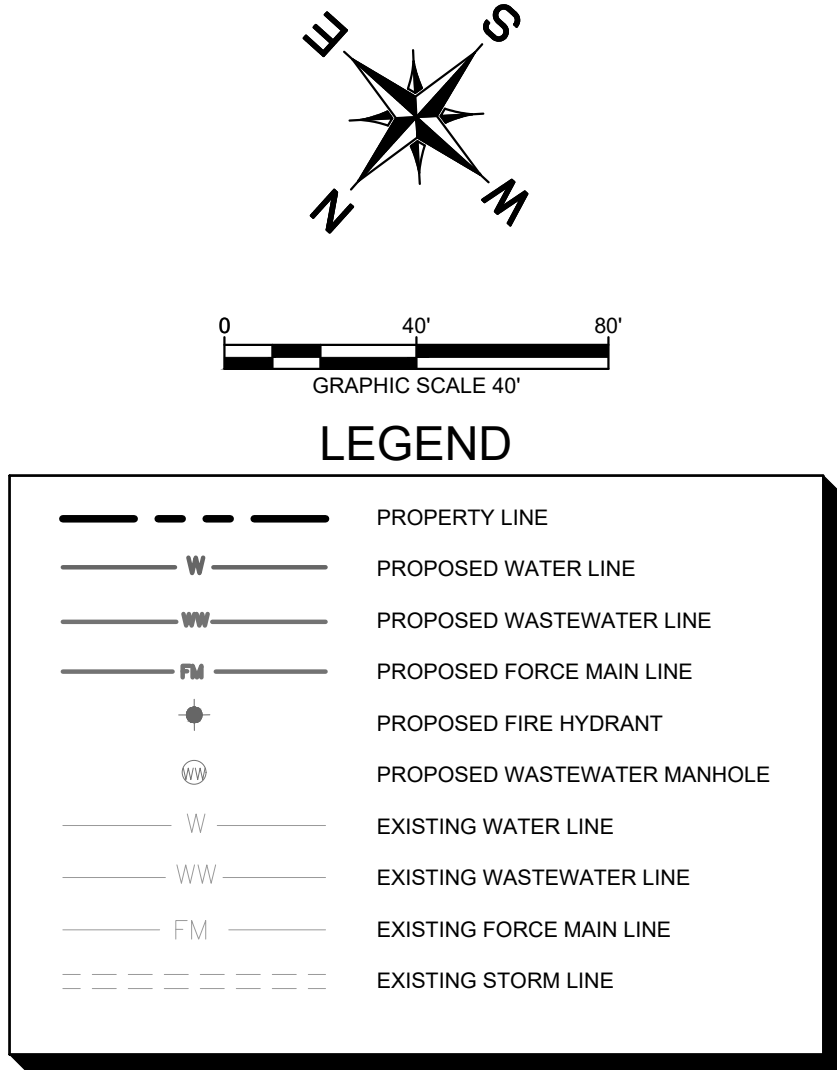 E S
N W
0 40' 80'
GRAPHIC SCALE 40'
LEGEND
PROPERTY LINE
W PROPOSED WATER LINE
WW PROPOSED WASTEWATER LINE
FM PROPOSED FORCE MAIN LINE
PROPOSED FIRE HYDRANT
WW PROPOSED WASTEWATER MANHOLE
W EXISTING WATER LINE
WW EXISTING WASTEWATER LINE
FM EXISTING FORCE MAIN LINE
EXISTING STORM LINE